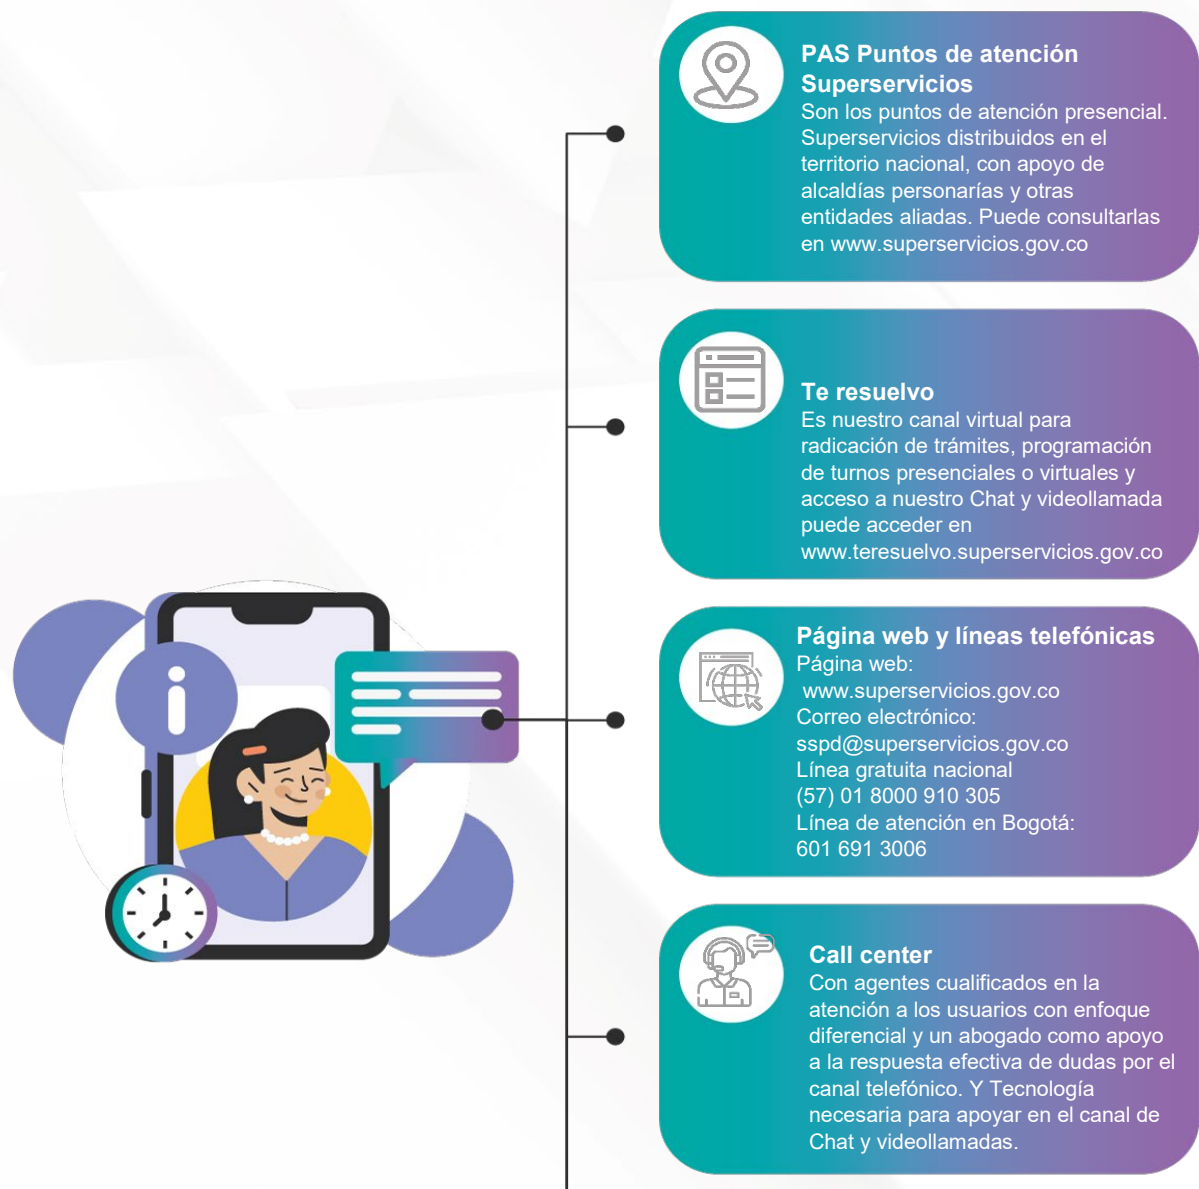 PAS Puntos de atención
Superservicios
Son los puntos de atención presencial.
Superservicios distribuidos en el
territorio nacional, con apoyo de
alcaldías personarías y otras
entidades aliadas. Puede consultarlas
en www.superservicios.gov.co
Te resuelvo
Es nuestro canal virtual para
radicación de trámites, programación
de turnos presenciales o virtuales y
acceso a nuestro Chat y videollamada
puede acceder en
www.teresuelvo.superservicios.gov.co
Página web y líneas telefónicas
Página web:
www.superservicios.gov.co
Correo electrónico:
sspd@superservicios.gov.co
Línea gratuita nacional
(57) 01 8000 910 305
Línea de atención en Bogotá:
601 691 3006
Call center
Con agentes cualificados en la
atención a los usuarios con enfoque
diferencial y un abogado como apoyo
a la respuesta efectiva de dudas por el
canal telefónico. Y Tecnología
necesaria para apoyar en el canal de
Chat y videollamadas.